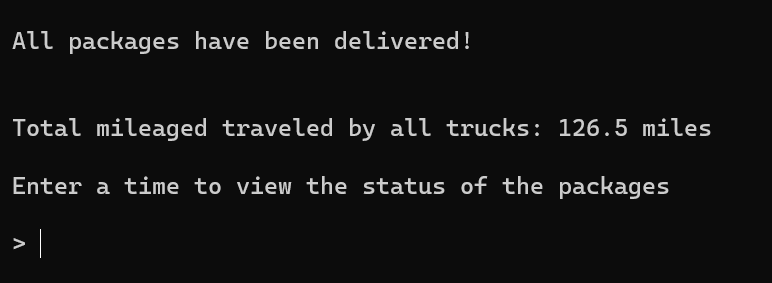 All packages have been delivered!
Total mileaged traveled by all trucks: 126.5 miles
Enter a time to view the status of the packages
>